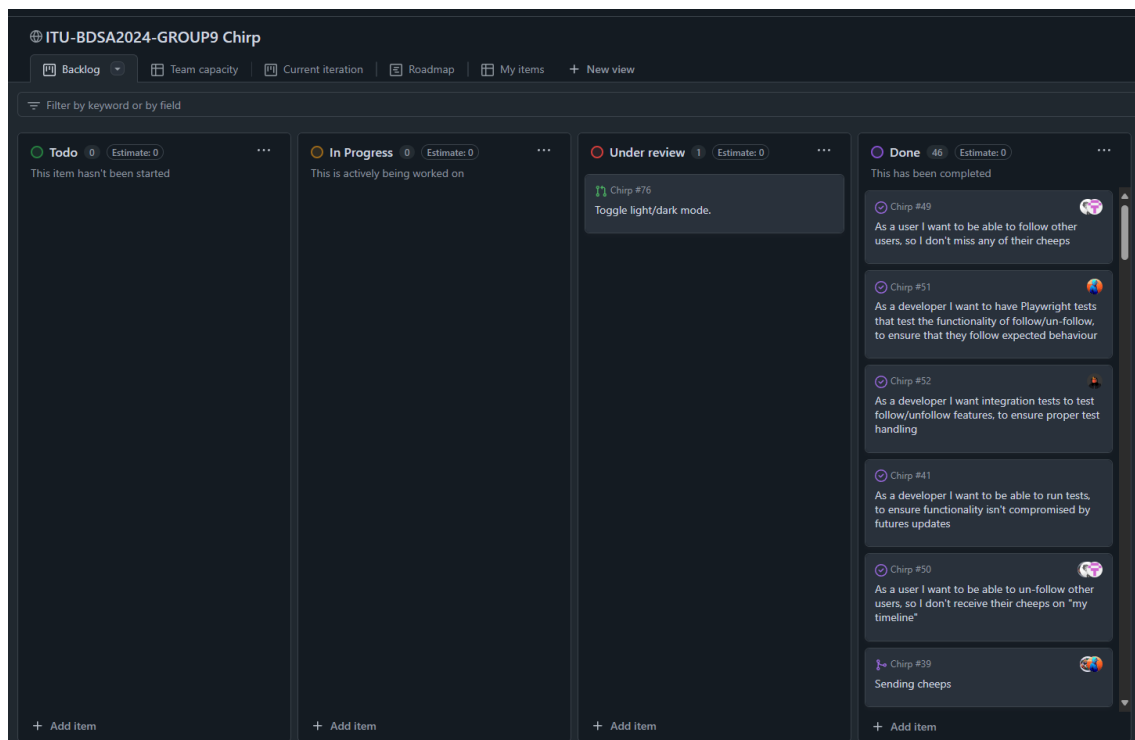 ITU-BDSA2024-GROUP9 Chirp
Backlog
Team capacity
Current iteration
Roadmap
My items
+ New view
Filter by keyword or by field
Todo 0 Estimate: 0 ...
This item hasn't been started
+ Add item
In Progress 0 Estimate: 0 ...
This is actively being worked on
+ Add item
Under review 1 Estimate: 0 ...
Chirp #76
Toggle light/dark mode.
+ Add item
Done 46 Estimate: 0 ...
This has been completed
Chirp #49
As a user I want to be able to follow other
users, so I don't miss any of their cheeps
Chirp #51
As a developer I want to have Playwright tests
that test the functionality of follow/un-follow,
to ensure that they follow expected behaviour
Chirp #52
As a developer I want integration tests to test
follow/unfollow features, to ensure proper test
handling
Chirp #41
As a developer I want to be able to run tests,
to ensure functionality isn't compromised by
futures updates
Chirp #50
As a user I want to be able to un-follow other
users, so I don't receive their cheeps on "my
timeline"
Chirp #39
Sending cheeps
+ Add item